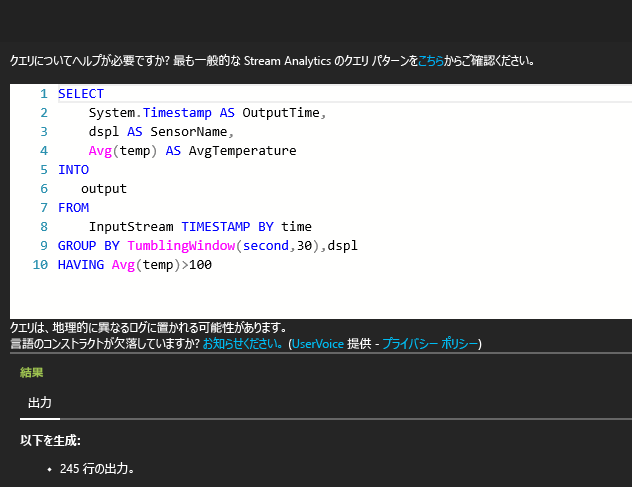 クエリについてヘルプが必要ですか? 最も一般的な Stream Analytics のクエリ パターンをこちらからご確認ください。
1 SELECT
2 System.Timestamp AS OutputTime,
3 dspl AS SensorName,
4 Avg(temp) AS AvgTemperature
5 INTO
6 output
7 FROM
8 InputStream TIMESTAMP BY time
9 GROUP BY TumblingWindow(second,30),dspl
10 HAVING Avg(temp)>100
クエリは、地理的に異なるログに置かれる可能性があります。
言語のコンストラクトが欠落していますか? お知らせください。 (UserVoice 提供 - プライバシー ポリシー)
結果
出力
以下を生成:
• 245 行の出力。